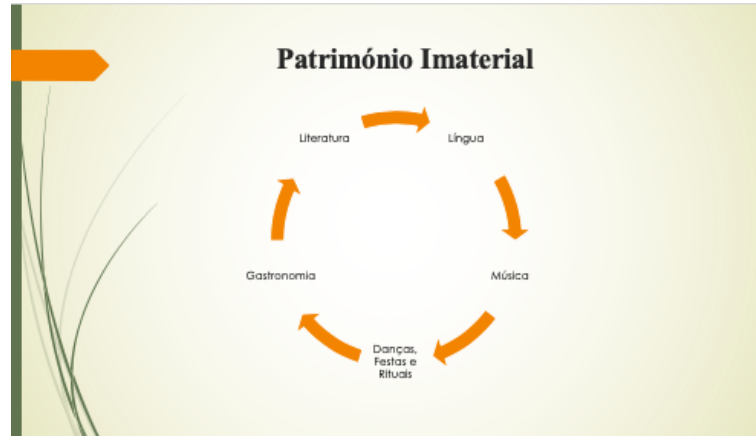 Património Imaterial
Literatura
Língua
Gastronomia
Música
Danças,
Festas e
Rituais